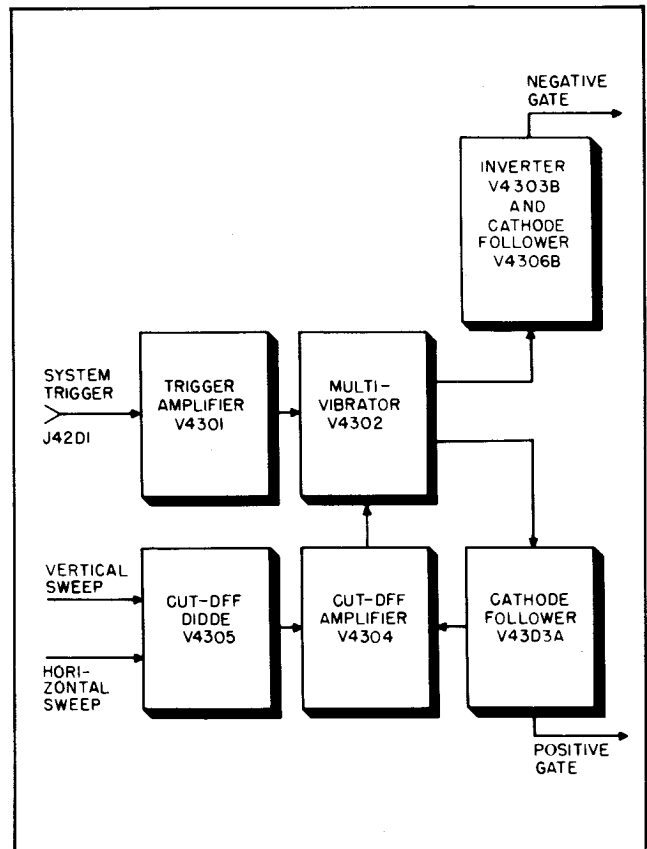 NEGATIVE
GATE
INVERTER
V4303B
AND
CATHODE
FOLLOWER
V4306B
SYSTEM
TRIGGER
J42D1
TRIGGER
AMPLIFIER
V4301
MULTI-
VIBRATOR
V4302
VERTICAL
SWEEP
HORI-
ZONTAL
SWEEP
CUT-DFF
DIDDE
V4305
CUT-DFF
AMPLIFIER
V4304
CATHODE
FOLLOWER
V43D3A
POSITIVE
GATE